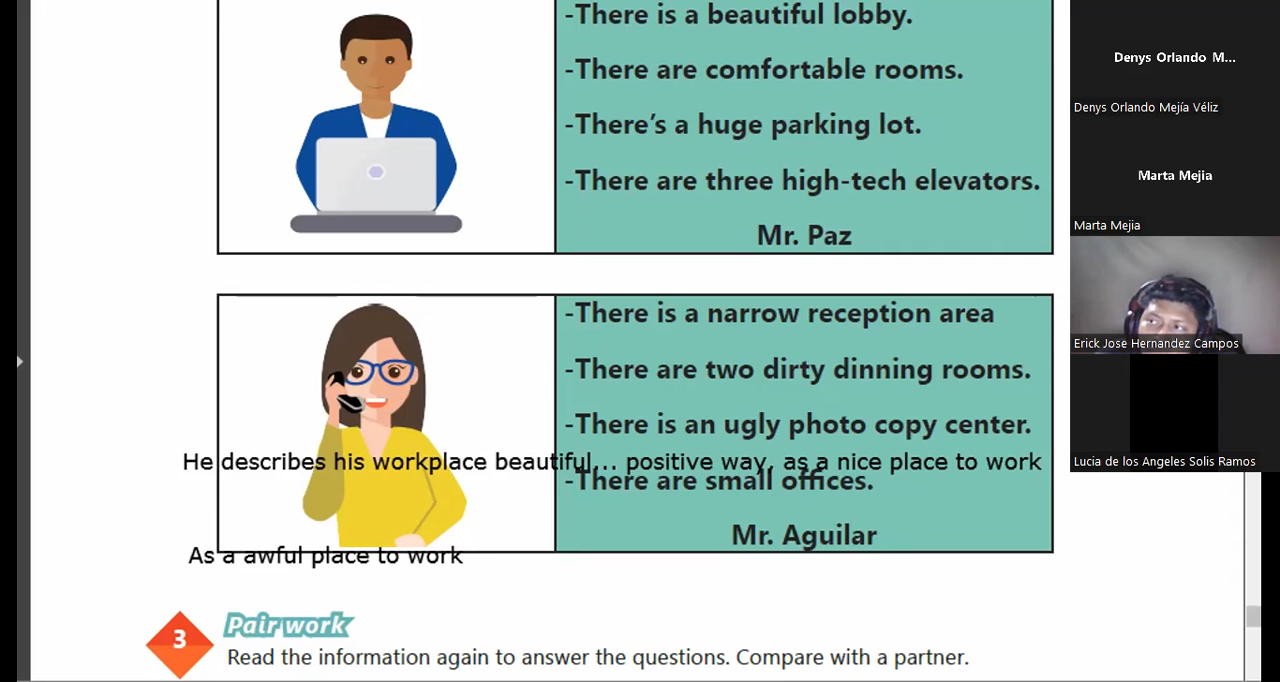 -There is a beautiful lobby.
-There are comfortable rooms.
-There's a huge parking lot.
-There are three high-tech elevators.
Mr. Paz
-There is a narrow reception area
-There are two dirty dinning rooms.
-There is an ugly photo copy center.
He describes his workplace beautiful... positive way, as a nice place to work
-There are small offices.
Mr. Aguilar
As a awful place to work
3
Pair work
Read the information again to answer the questions. Compare with a partner.
Denys Orlando M...
Denys Orlando Mejía Véliz
Marta Mejia
Marta Mejia
Erick Jose Hernandez Campos
Lucia de los Angeles Solis Ramos